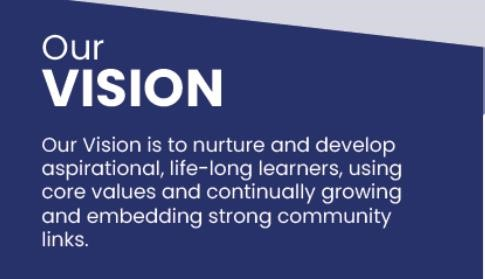 Our
VISION
Our Vision is to nurture and develop
aspirational, life-long learners, using
core values and continually growing
and embedding strong community
links.